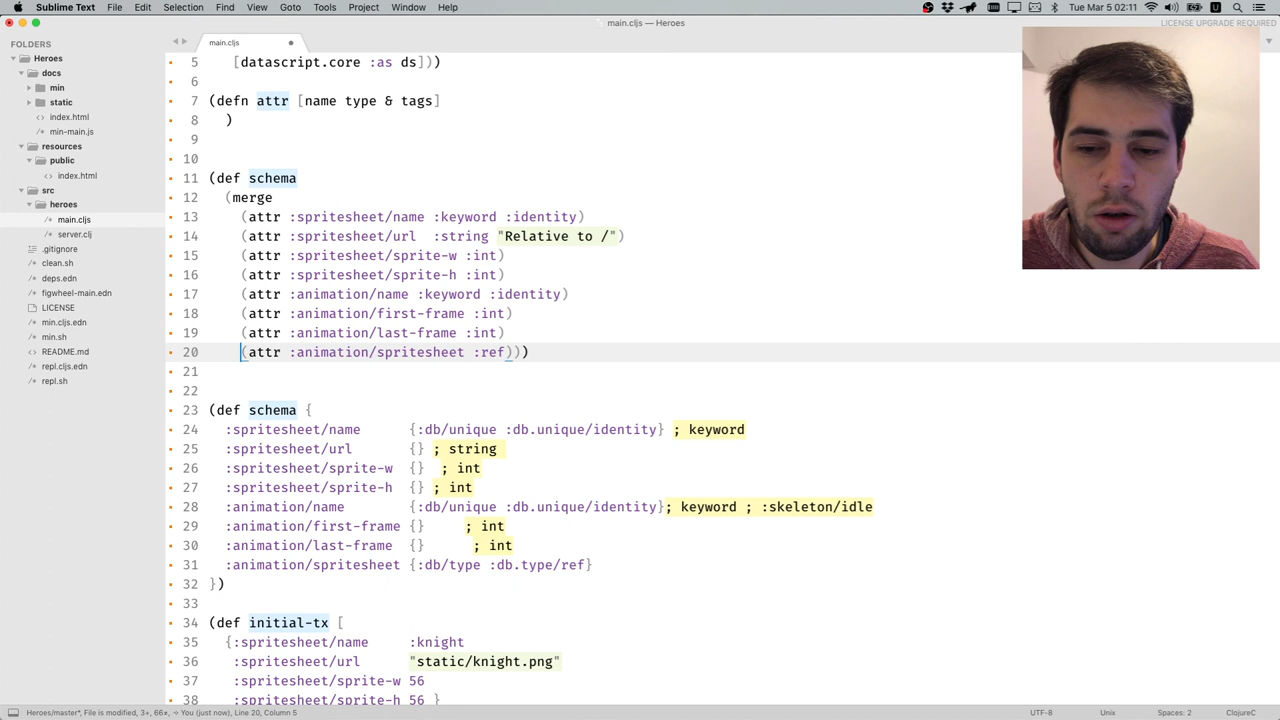 Sublime Text File Edit Selection Find View Goto Tools Project Window Help
Tue Mar 5 02:11
main.cljs — Heroes
LICENSE UPGRADE REQUIRED
FOLDERS
Heroes
docs
min
static
index.html
min-main.js
resources
public
index.html
src
heroes
main.cljs
server.clj
.gitignore
clean.sh
deps.edn
figwheel-main.edn
LICENSE
min.cljs.edn
min.sh
README.md
repl.cljs.edn
repl.sh
main.cljs
5 [datascript.core :as ds]))
6
7 (defn attr [name type & tags]
8 )
9
10
11 (def schema
12 (merge
13 (attr :spritesheet/name :keyword :identity)
14 (attr :spritesheet/url :string "Relative to /")
15 (attr :spritesheet/sprite-w :int)
16 (attr :spritesheet/sprite-h :int)
17 (attr :animation/name :keyword :identity)
18 (attr :animation/first-frame :int)
19 (attr :animation/last-frame :int)
20 (attr :animation/spritesheet :ref)))
21
22
23 (def schema {
24 :spritesheet/name {:db/unique :db.unique/identity} ; keyword
25 :spritesheet/url {} ; string
26 :spritesheet/sprite-w {} ; int
27 :spritesheet/sprite-h {} ; int
28 :animation/name {:db/unique :db.unique/identity}; keyword ; :skeleton/idle
29 :animation/first-frame {} ; int
30 :animation/last-frame {} ; int
31 :animation/spritesheet {:db/type :db.type/ref}
32 })
33
34 (def initial-tx [
35 {:spritesheet/name :knight
36 :spritesheet/url "static/knight.png"
37 :spritesheet/sprite-w 56
38 :spritesheet/sprite-h 56 }
Heroes/master*, File is modified, 3+, 66≠, You (just now), Line 20, Column 5
UTF-8 Unix Spaces: 2 ClojureC